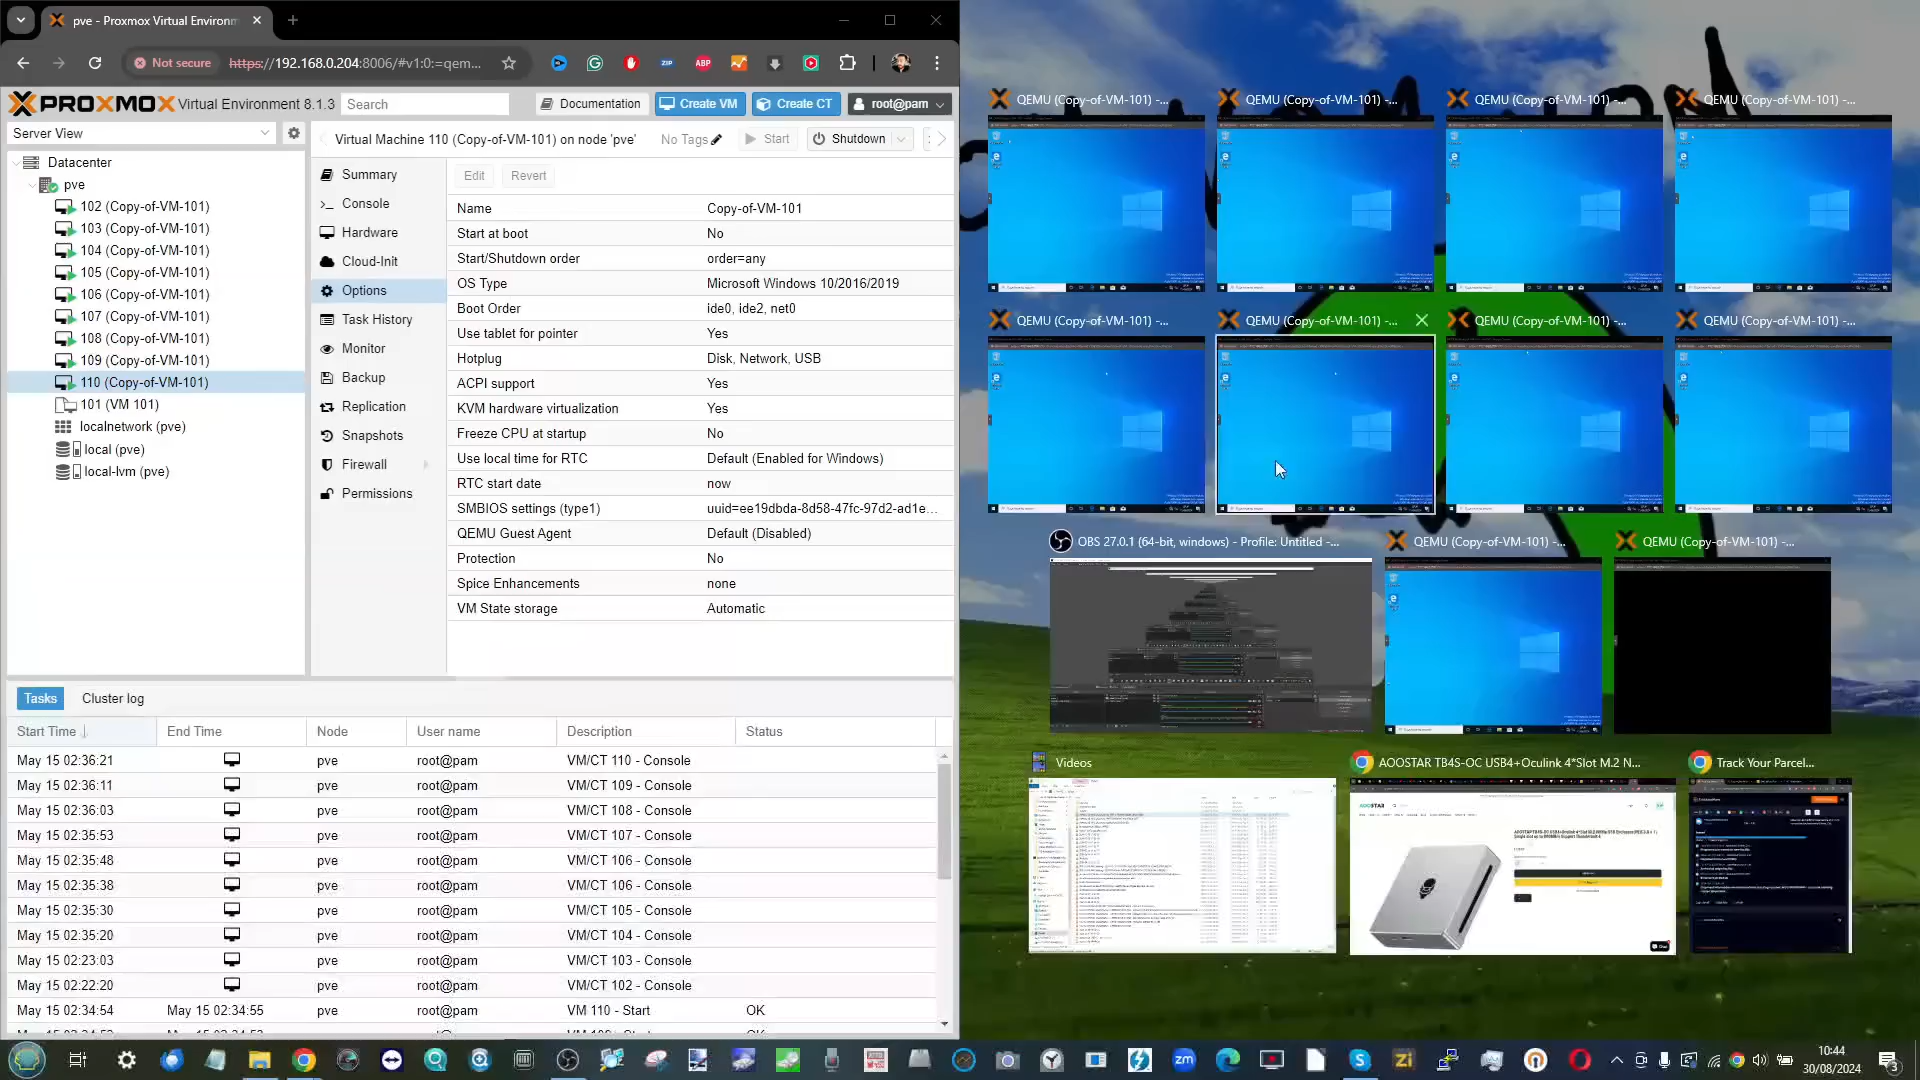 pve - Proxmox Virtual Environm
Not secure
https://192.168.0.204:8006/#v1:0:=qem...
ZIP
ABP
PROXMOX Virtual Environment 8.1.3
Search
Documentation
Create VM
Create CT
root@pam
Server View
Virtual Machine 110 (Copy-of-VM-101) on node 'pve'
No Tags
Start
Shutdown
Datacenter
pve
102 (Copy-of-VM-101)
103 (Copy-of-VM-101)
104 (Copy-of-VM-101)
105 (Copy-of-VM-101)
106 (Copy-of-VM-101)
107 (Copy-of-VM-101)
108 (Copy-of-VM-101)
109 (Copy-of-VM-101)
110 (Copy-of-VM-101)
101 (VM 101)
localnetwork (pve)
local (pve)
local-lvm (pve)
Summary
Console
Hardware
Cloud-Init
Options
Task History
Monitor
Backup
Replication
Snapshots
Firewall
Permissions
Edit
Revert
Name Copy-of-VM-101
Start at boot No
Start/Shutdown order order=any
OS Type Microsoft Windows 10/2016/2019
Boot Order ide0, ide2, net0
Use tablet for pointer Yes
Hotplug Disk, Network, USB
ACPI support Yes
KVM hardware virtualization Yes
Freeze CPU at startup No
Use local time for RTC Default (Enabled for Windows)
RTC start date now
SMBIOS settings (type1) uuid=ee19dbda-8d58-47fc-97d2-ad1e...
QEMU Guest Agent Default (Disabled)
Protection No
Spice Enhancements none
VM State storage Automatic
Tasks
Cluster log
Start Time End Time Node User name Description Status
May 15 02:36:21 pve root@pam VM/CT 110 - Console
May 15 02:36:11 pve root@pam VM/CT 109 - Console
May 15 02:36:03 pve root@pam VM/CT 108 - Console
May 15 02:35:53 pve root@pam VM/CT 107 - Console
May 15 02:35:48 pve root@pam VM/CT 106 - Console
May 15 02:35:38 pve root@pam VM/CT 106 - Console
May 15 02:35:30 pve root@pam VM/CT 105 - Console
May 15 02:35:20 pve root@pam VM/CT 104 - Console
May 15 02:23:03 pve root@pam VM/CT 103 - Console
May 15 02:22:20 pve root@pam VM/CT 102 - Console
May 15 02:34:54 May 15 02:34:55 pve root@pam VM 110 - Start OK
QEMU (Copy-of-VM-101) -...
QEMU (Copy-of-VM-101) -...
QEMU (Copy-of-VM-101) -...
QEMU (Copy-of-VM-101) -...
QEMU (Copy-of-VM-101) -...
QEMU (Copy-of-VM-101) -...
QEMU (Copy-of-VM-101) -...
QEMU (Copy-of-VM-101) -...
OBS 27.0.1 (64-bit, windows) - Profile: Untitled -...
QEMU (Copy-of-VM-101) -...
QEMU (Copy-of-VM-101) -...
Videos
AOOSTAR TB4S-OC USB4+Oculink 4*Slot M.2 N...
Track Your Parcel...
AOOSTAR
zm
Zi
10:44
30/08/2024
3